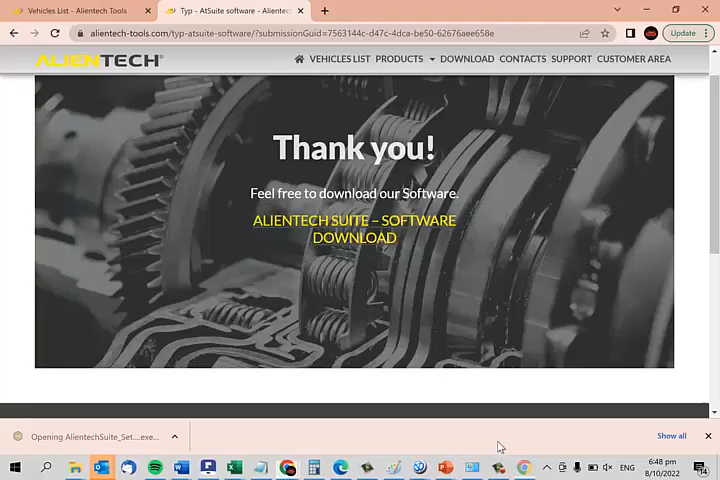 Vehicles List - Alientech Tools
Typ - AtSuite software - Alientec
alientech-tools.com/typ-atsuite-software/?submissionGuid=7563144c-d47c-4dca-be50-62676aee658e
Update
ALIENTECH®
VEHICLES LIST PRODUCTS DOWNLOAD CONTACTS SUPPORT CUSTOMER AREA
Thank you!
Feel free to download our Software.
ALIENTECH SUITE – SOFTWARE
DOWNLOAD
Opening AlientechSuite_Set....exe...
Show all
ENG
6:48 pm
8/10/2022
14